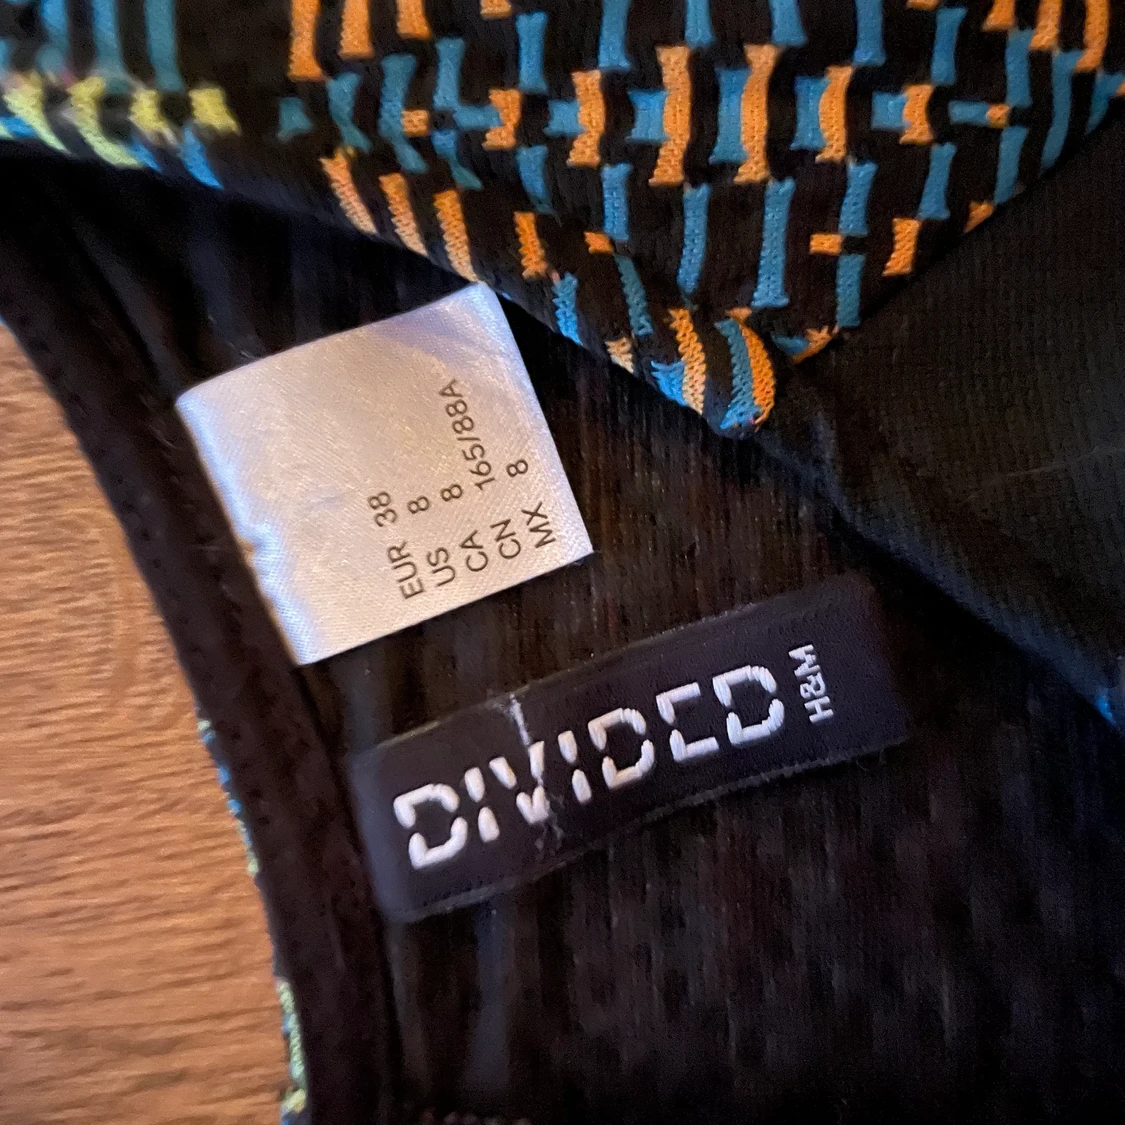 EUR 38
US 8
CA 8
CN 165/88A
MX 8
DIVIDED
H&M